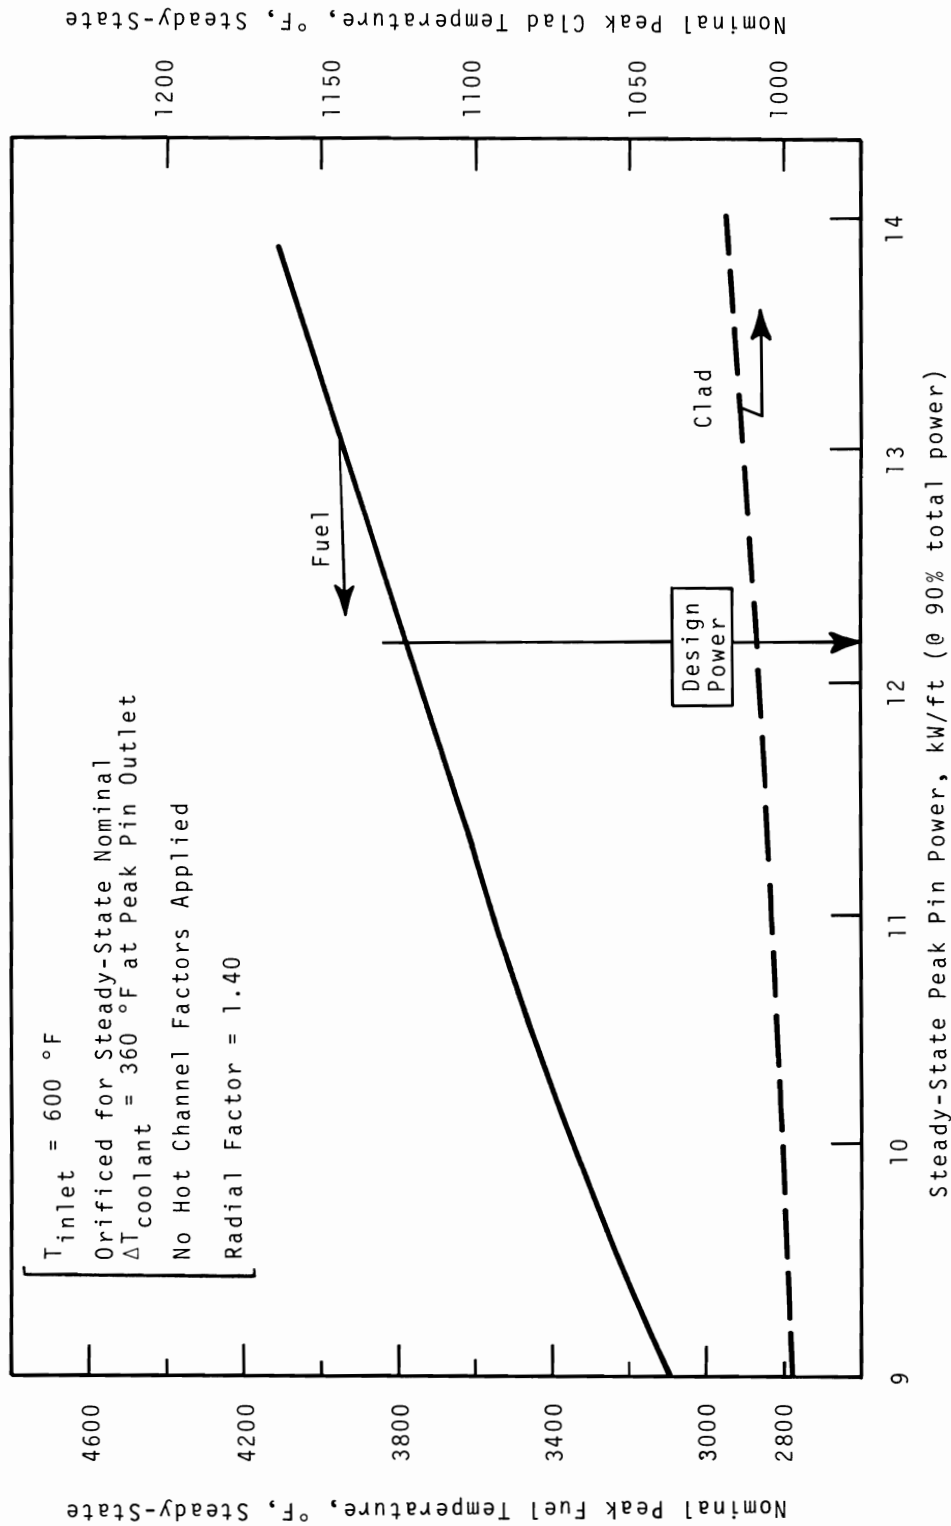 Nominal Peak Fuel Temperature, °F, Steady-State
4600
4200
3800
3400
3000
2800
T inlet = 600 °F
Orificed for Steady-State Nominal
ΔT coolant = 360 °F at Peak Pin Outlet
No Hot Channel Factors Applied
Radial Factor = 1.40
Fuel
Design
Power
Clad
Nominal Peak Clad Temperature, °F, Steady-State
1200
1150
1100
1050
1000
9
10
11
12
13
14
Steady-State Peak Pin Power, kW/ft (@ 90% total power)